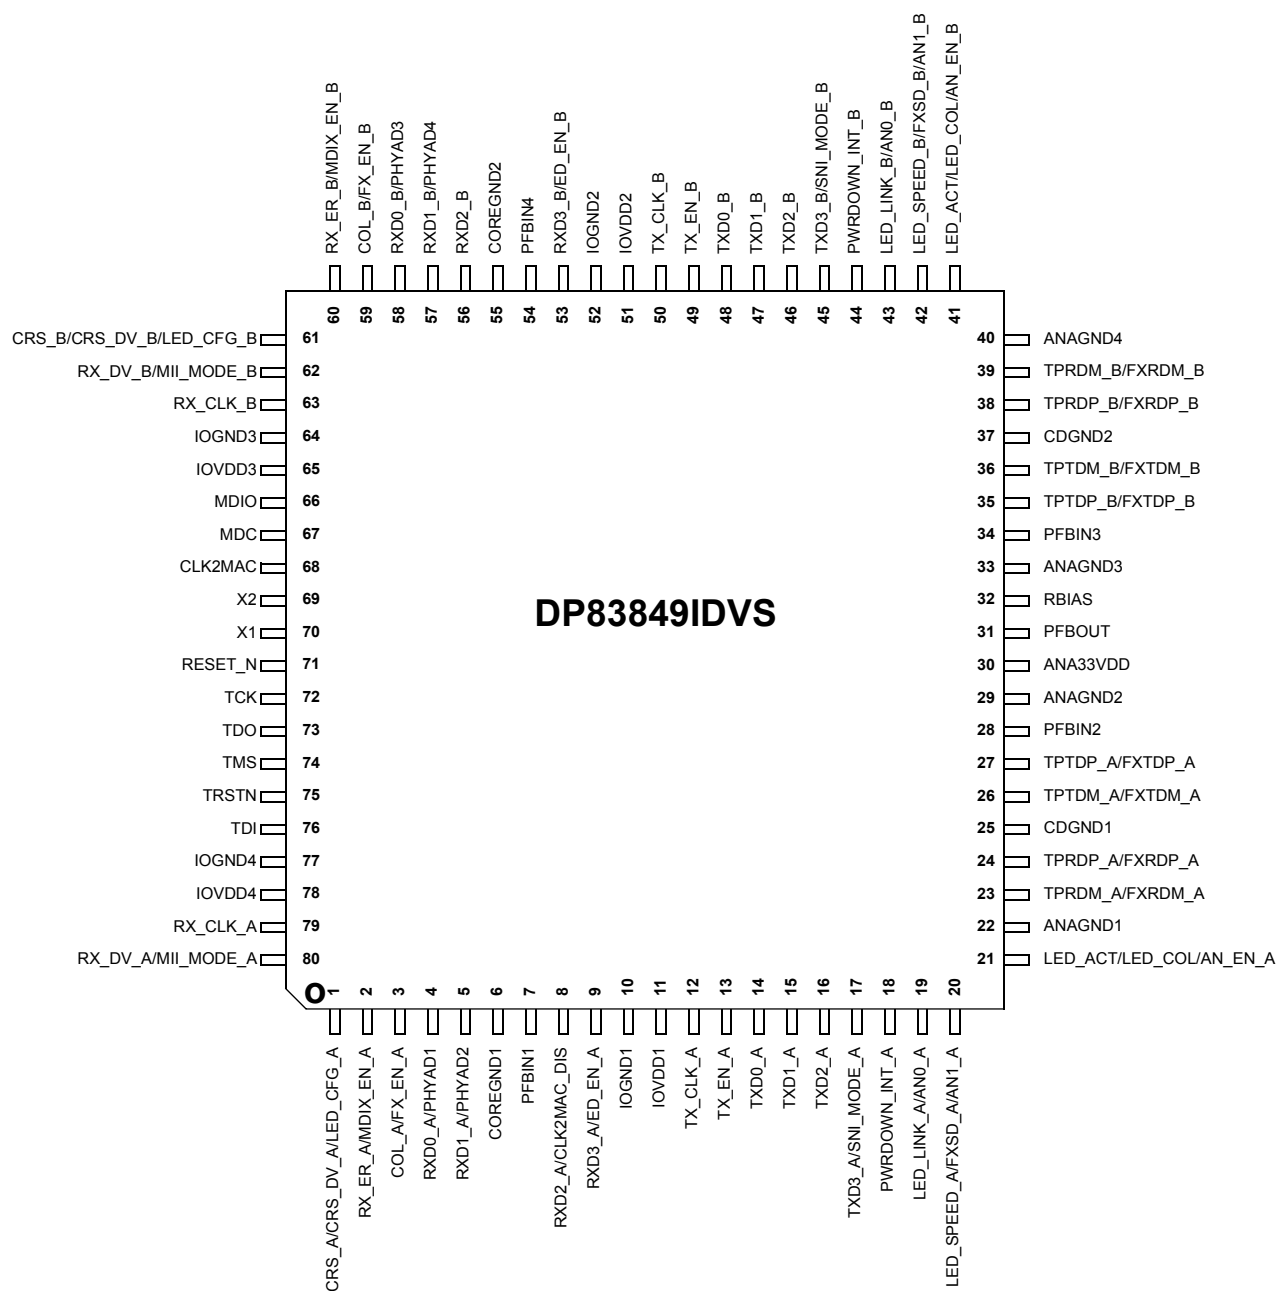 RX_ER_B/MDIX_EN_B
COL_B/FX_EN_B
RXD0_B/PHYAD3
RXD1_B/PHYAD4
RXD2_B
COREGND2
PFBIN4
RXD3_B/ED_EN_B
IOGND2
IOVDD2
TX_CLK_B
TX_EN_B
TXD0_B
TXD1_B
TXD2_B
TXD3_B/SNI_MODE_B
PWRDOWN_INT_B
LED_LINK_B/AN0_B
LED_SPEED_B/FXSD_B/AN1_B
LED_ACT/LED_COL/AN_EN_B
60
59
58
57
56
55
54
53
52
51
50
49
48
47
46
45
44
43
42
41
CRS_B/CRS_DV_B/LED_CFG_B 61
RX_DV_B/MII_MODE_B 62
RX_CLK_B 63
IOGND3 64
IOVDD3 65
MDIO 66
MDC 67
CLK2MAC 68
X2 69
X1 70
RESET_N 71
TCK 72
TDO 73
TMS 74
TRSTN 75
TDI 76
IOGND4 77
IOVDD4 78
RX_CLK_A 79
RX_DV_A/MII_MODE_A 80
DP83849IDVS
40 ANAGND4
39 TPRDM_B/FXRDM_B
38 TPRDP_B/FXRDP_B
37 CDGND2
36 TPTDM_B/FXTDM_B
35 TPTDP_B/FXTDP_B
34 PFBIN3
33 ANAGND3
32 RBIAS
31 PFBOUT
30 ANA33VDD
29 ANAGND2
28 PFBIN2
27 TPTDP_A/FXTDP_A
26 TPTDM_A/FXTDM_A
25 CDGND1
24 TPRDP_A/FXRDP_A
23 TPRDM_A/FXRDM_A
22 ANAGND1
21 LED_ACT/LED_COL/AN_EN_A
1
2
3
4
5
6
7
8
9
10
11
12
13
14
15
16
17
18
19
20
CRS_A/CRS_DV_A/LED_CFG_A
RX_ER_A/MDIX_EN_A
COL_A/FX_EN_A
RXD0_A/PHYAD1
RXD1_A/PHYAD2
COREGND1
PFBIN1
RXD2_A/CLK2MAC_DIS
RXD3_A/ED_EN_A
IOGND1
IOVDD1
TX_CLK_A
TX_EN_A
TXD0_A
TXD1_A
TXD2_A
TXD3_A/SNI_MODE_A
PWRDOWN_INT_A
LED_LINK_A/AN0_A
LED_SPEED_A/FXSD_A/AN1_A